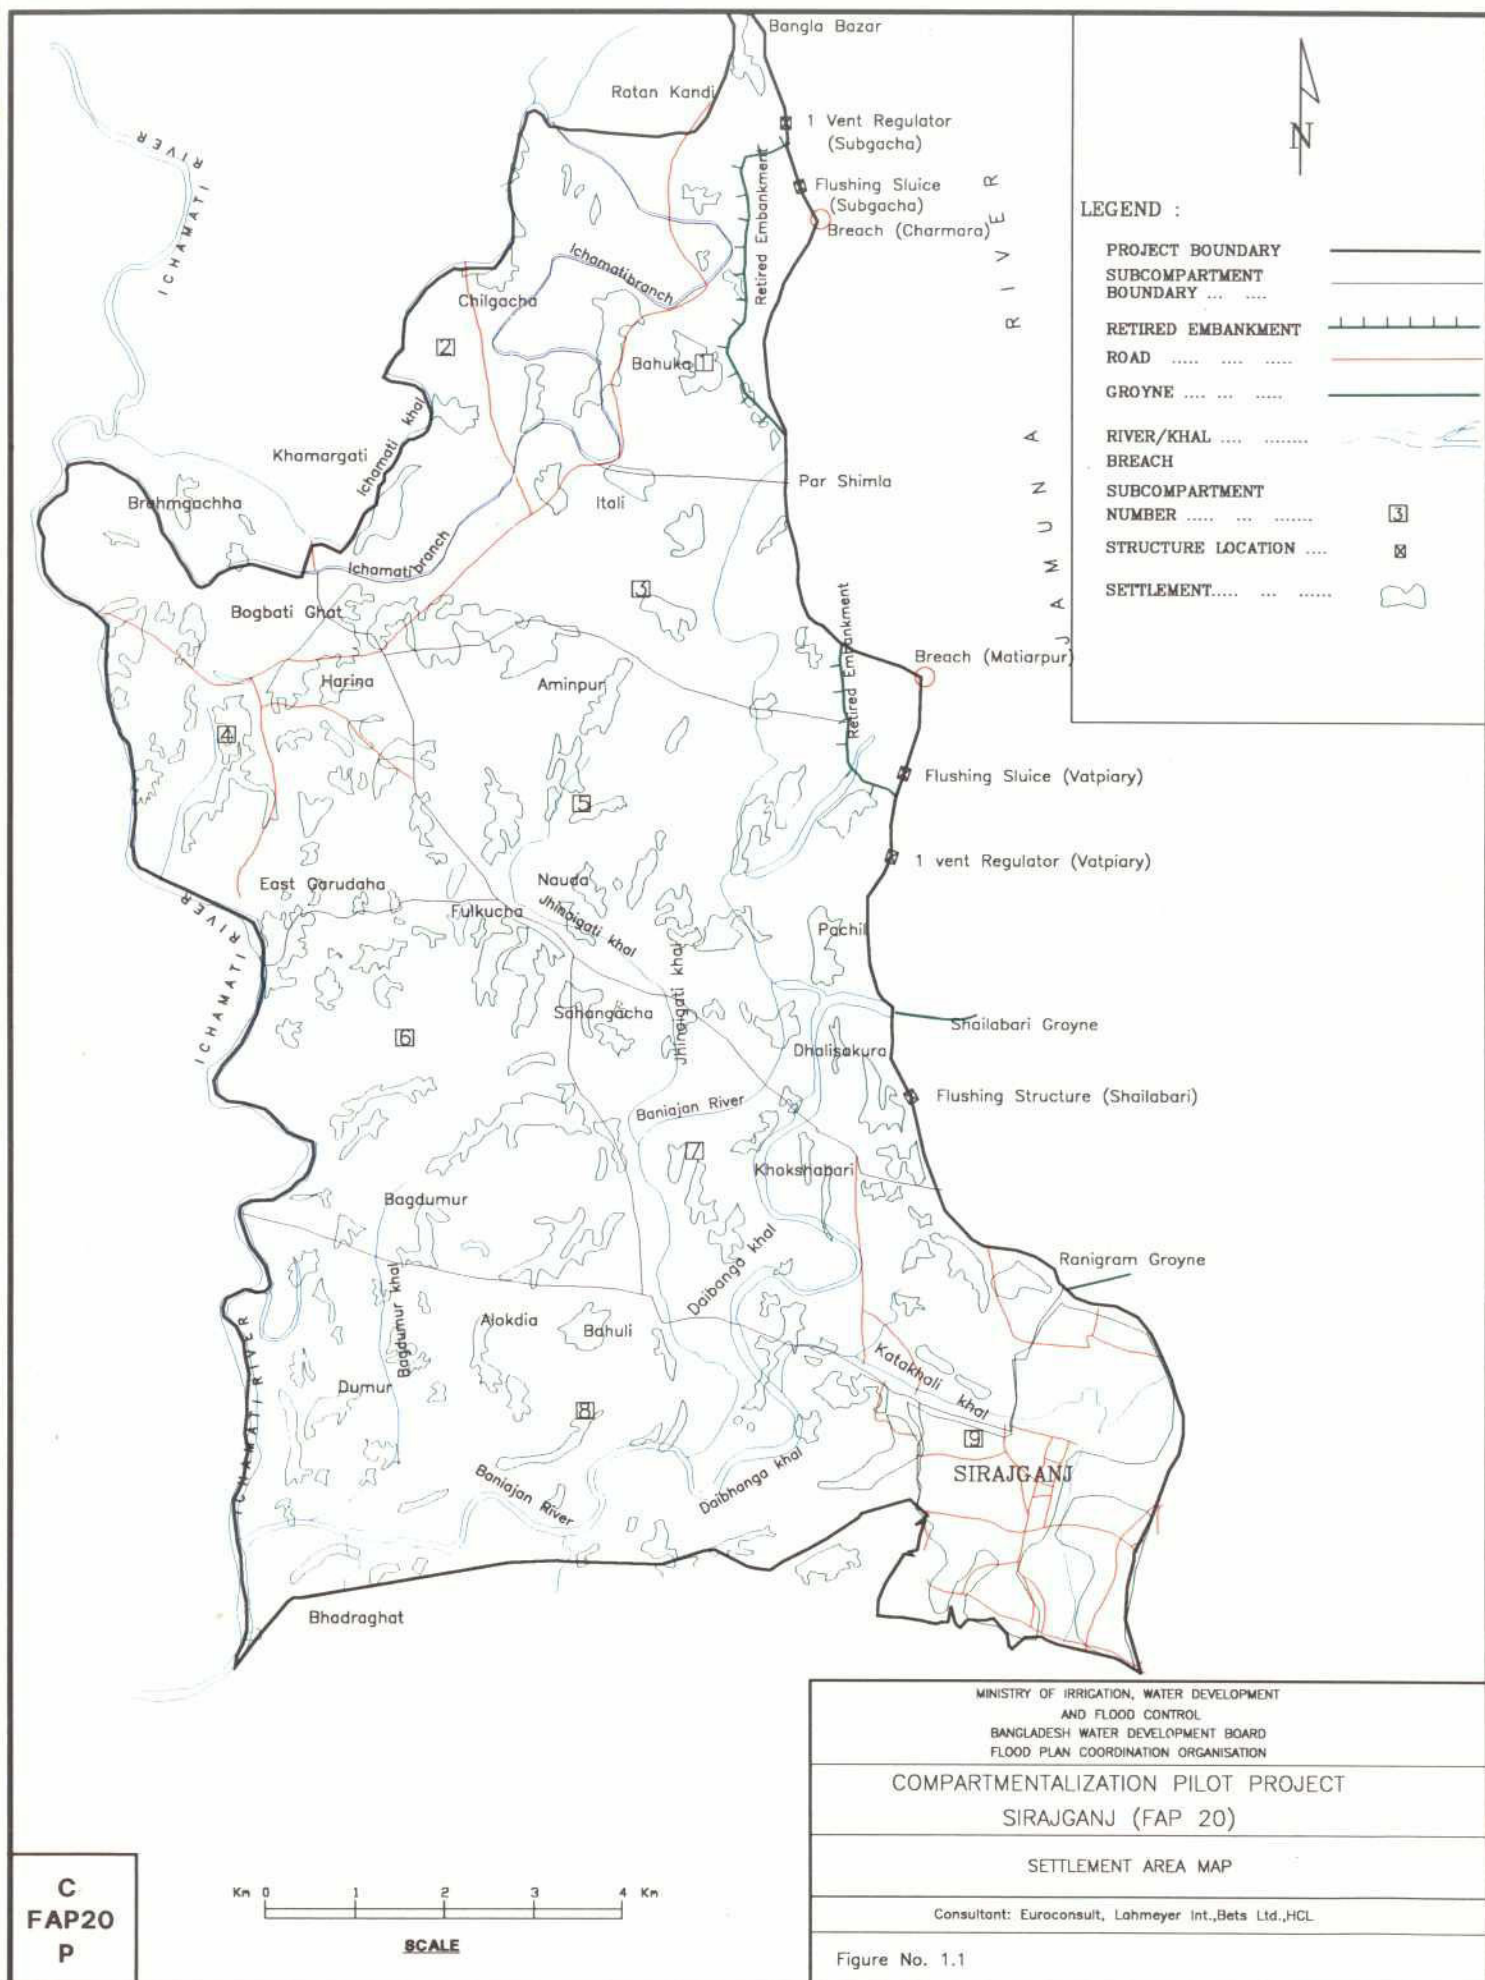 Bangla Bazar
Ratan Kandi
1 Vent Regulator
(Subgacha)
Flushing Sluice
(Subgacha)
Breach (Charmara)
Retired Embankment
ICHAMATI RIVER
Ichamatibranch
Chilgacha
2
Bahuka 1
JAMUNA RIVER
Khamargati
Ichamati khal
Brahmgachha
Itali
Par Shimla
Ichamatibranch
Bogbati Ghat
3
Retired Embankment
Breach (Matiarpur)
Harina
Aminpur
4
5
Flushing Sluice (Vatpiary)
1 vent Regulator (Vatpiary)
East Garudaha
Nauda
Fulkucha
Jhinaigati khal
Pachil
ICHAMATI RIVER
Sahangacha
Jhinaigati khal
6
Shailabari Groyne
Dhalisakura
Flushing Structure (Shailabari)
Baniajan River
7
Khokshabari
Bagdumur
Daibanga khal
Ranigram Groyne
Bagdumur khal
Alokdia
Bahuli
ICHAMATI RIVER
Dumur
Katakhali khal
8
9
SIRAJGANJ
Baniajan River
Daibhanga khal
Bhadraghat
N
LEGEND :
PROJECT BOUNDARY
SUBCOMPARTMENT
BOUNDARY ... ....
RETIRED EMBANKMENT
ROAD ..... .... .....
GROYNE .... ... .....
RIVER/KHAL .... ........
BREACH
SUBCOMPARTMENT
NUMBER ..... ... ....... 3
STRUCTURE LOCATION ....
SETTLEMENT..... ... ......
MINISTRY OF IRRIGATION, WATER DEVELOPMENT
AND FLOOD CONTROL
BANGLADESH WATER DEVELOPMENT BOARD
FLOOD PLAN COORDINATION ORGANISATION
COMPARTMENTALIZATION PILOT PROJECT
SIRAJGANJ (FAP 20)
SETTLEMENT AREA MAP
Consultant: Euroconsult, Lahmeyer Int.,Bets Ltd.,HCL
Figure No. 1.1
C
FAP20
P
Km 0 1 2 3 4 Km
SCALE